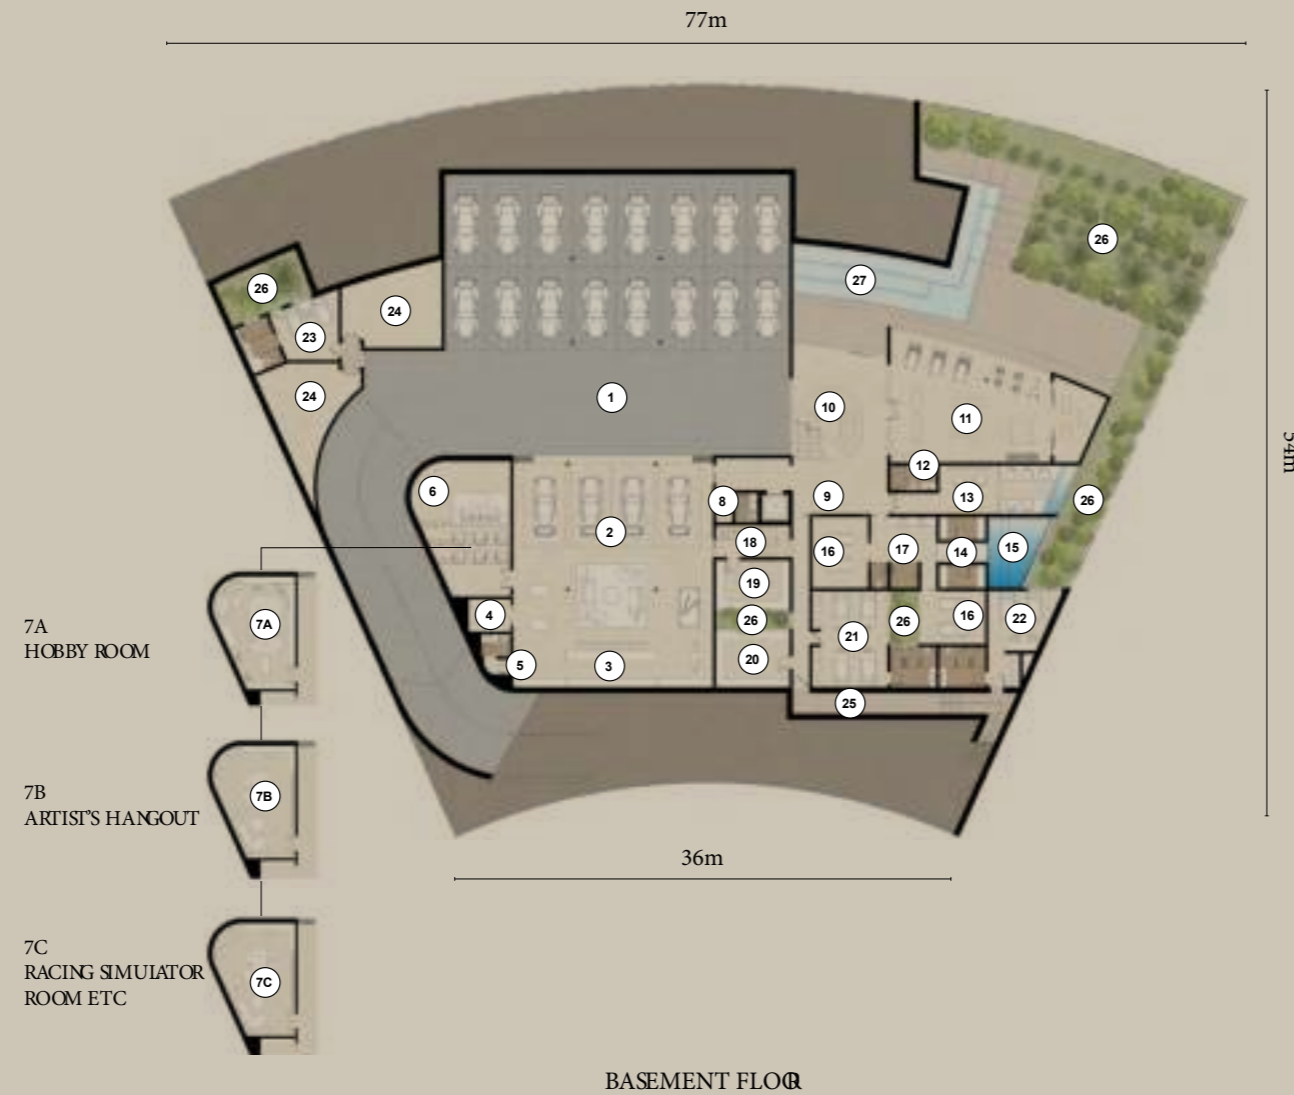 77m
26
26
27
24
23
24
1
10
11
12
6
13
8
9
26
2
18
16
17
14
15
19
4
26
26
16
22
7A
21
5
3
20
25
7A
HOBBY ROOM
54m
36m
7B
7B
ARTIST'S HANGOUT
7C
RACING SIMULATOR
ROOM ETC
7C
BASEMENT FLOOR